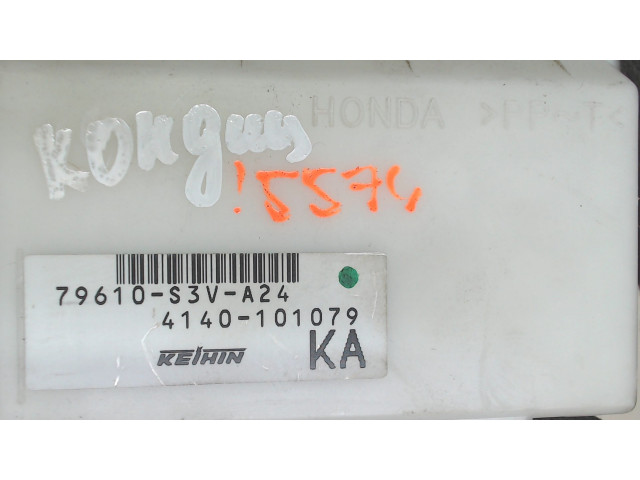 HONDA
кондиц
!5574
79610-S3V-A24
4140-101079
KEIHIN KA